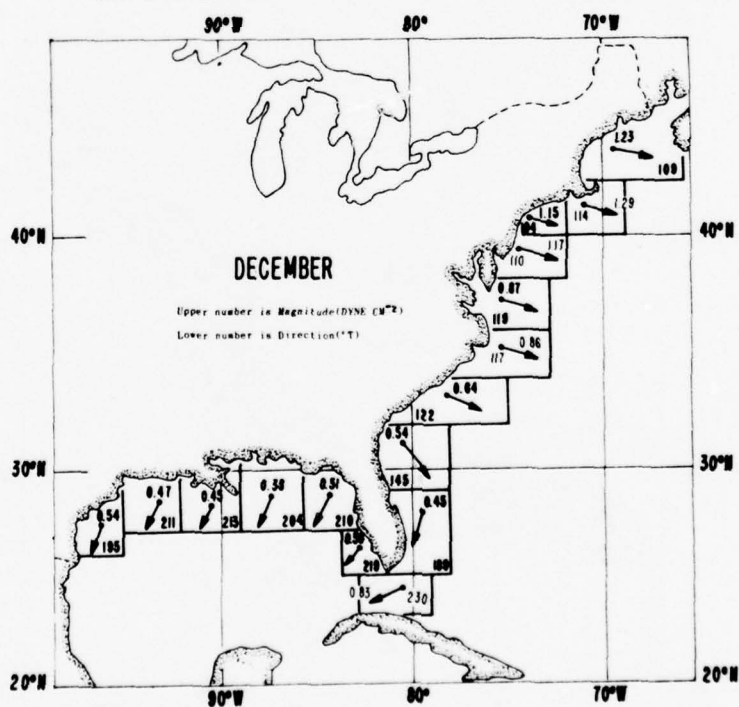 90°W 80° 70°W
1.23
109
1.15
114 1.29
40°N
110 1.17
DECEMBER
0.87
119
Upper number is Magnitude(DYNE CM⁻²)
Lower number is Direction(°T)
0.86
117
0.64
122
0.54
30°N 30°N
145
0.47 0.45 0.38 0.51 0.45
0.54
211 213 204 210
195
219 189
0.83 230
20°N 20°N
90°W 80° 70°W